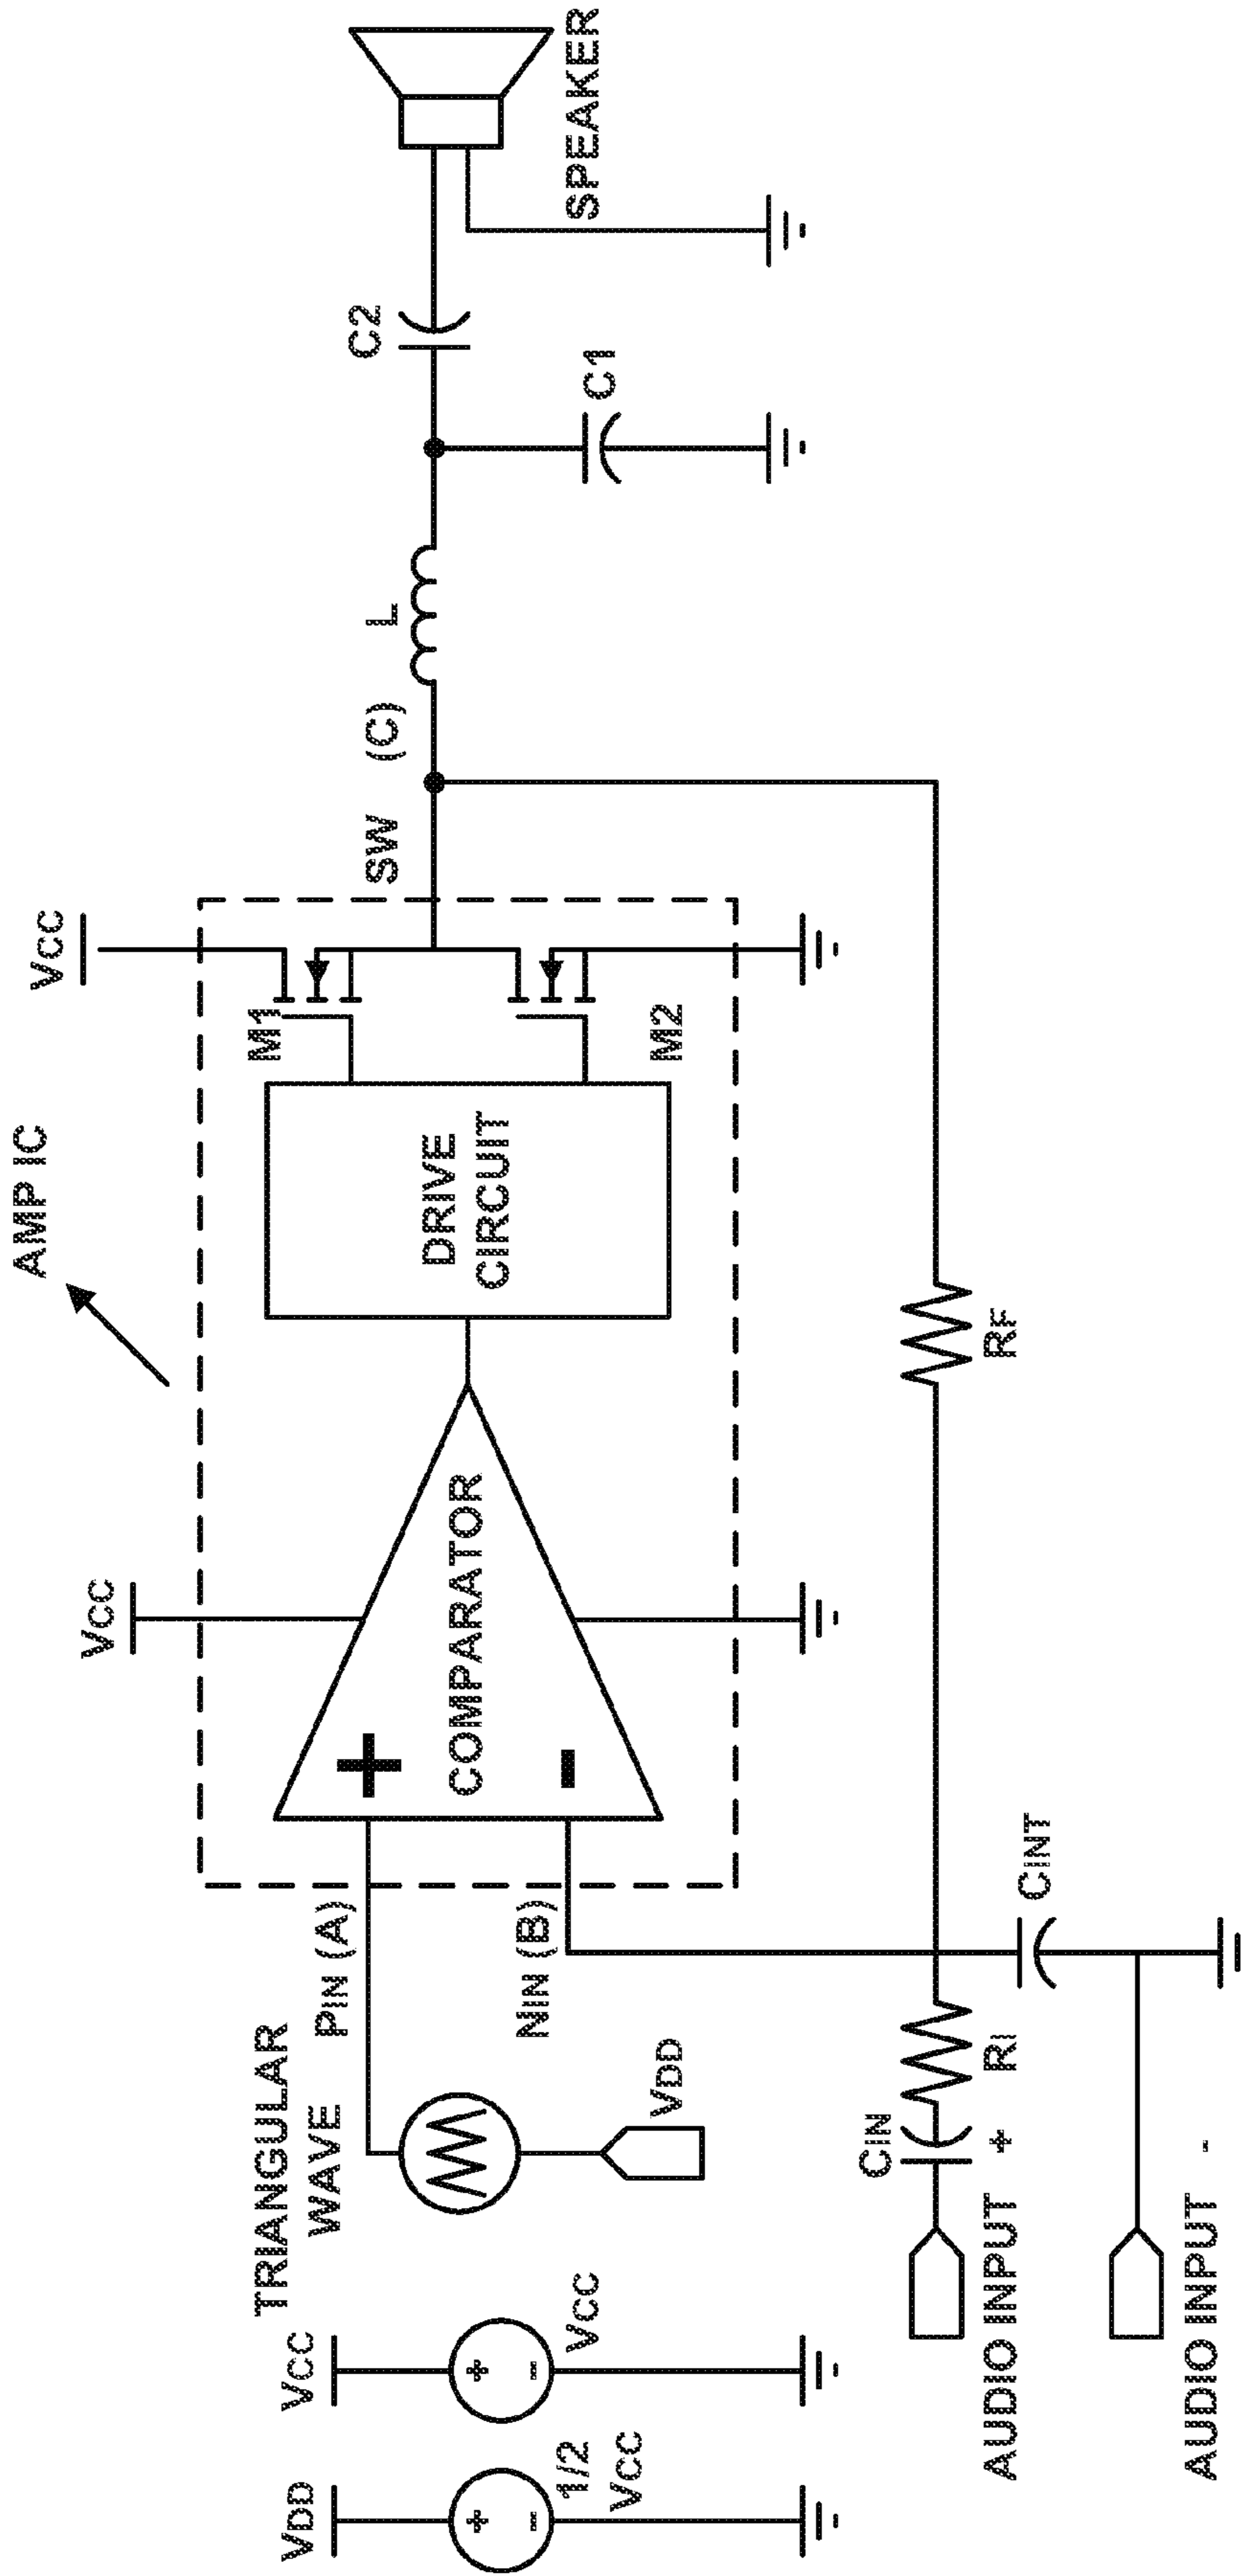 AMP IC
VCC
VCC
VDD
1/2
VCC
VCC
VCC
TRIANGULAR
WAVE
PIN (A)
NIN (B)
VDD
+
-
COMPARATOR
DRIVE
CIRCUIT
M1
M2
SW
(C)
L
C2
C1
SPEAKER
CIN
RI
RF
CINT
AUDIO INPUT +
AUDIO INPUT -
+
-
+
-